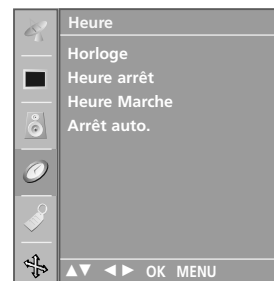 Heure
Horloge
Heure arrêt
Heure Marche
Arrêt auto.
▲▼ ◄► OK MENU